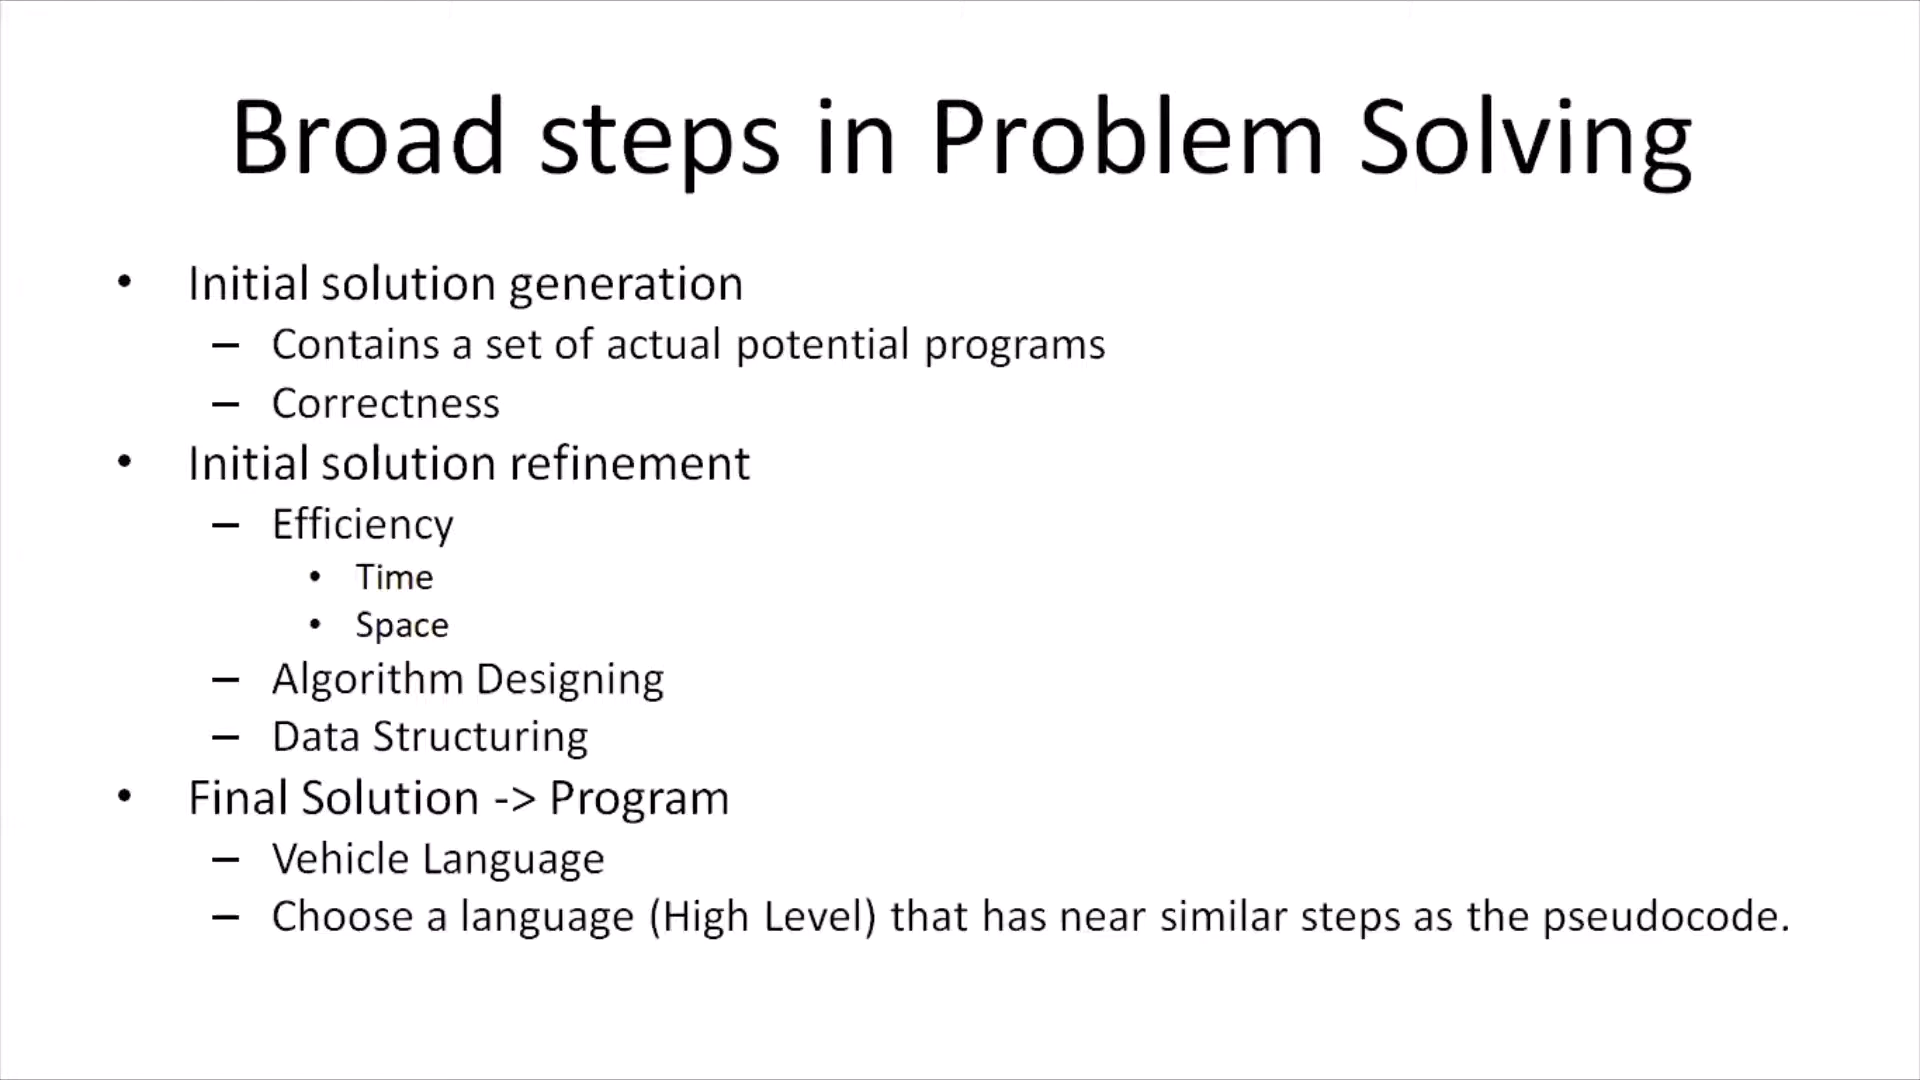 Broad steps in Problem Solving
• Initial solution generation
– Contains a set of actual potential programs
– Correctness
• Initial solution refinement
– Efficiency
• Time
• Space
– Algorithm Designing
– Data Structuring
• Final Solution -> Program
– Vehicle Language
– Choose a language (High Level) that has near similar steps as the pseudocode.